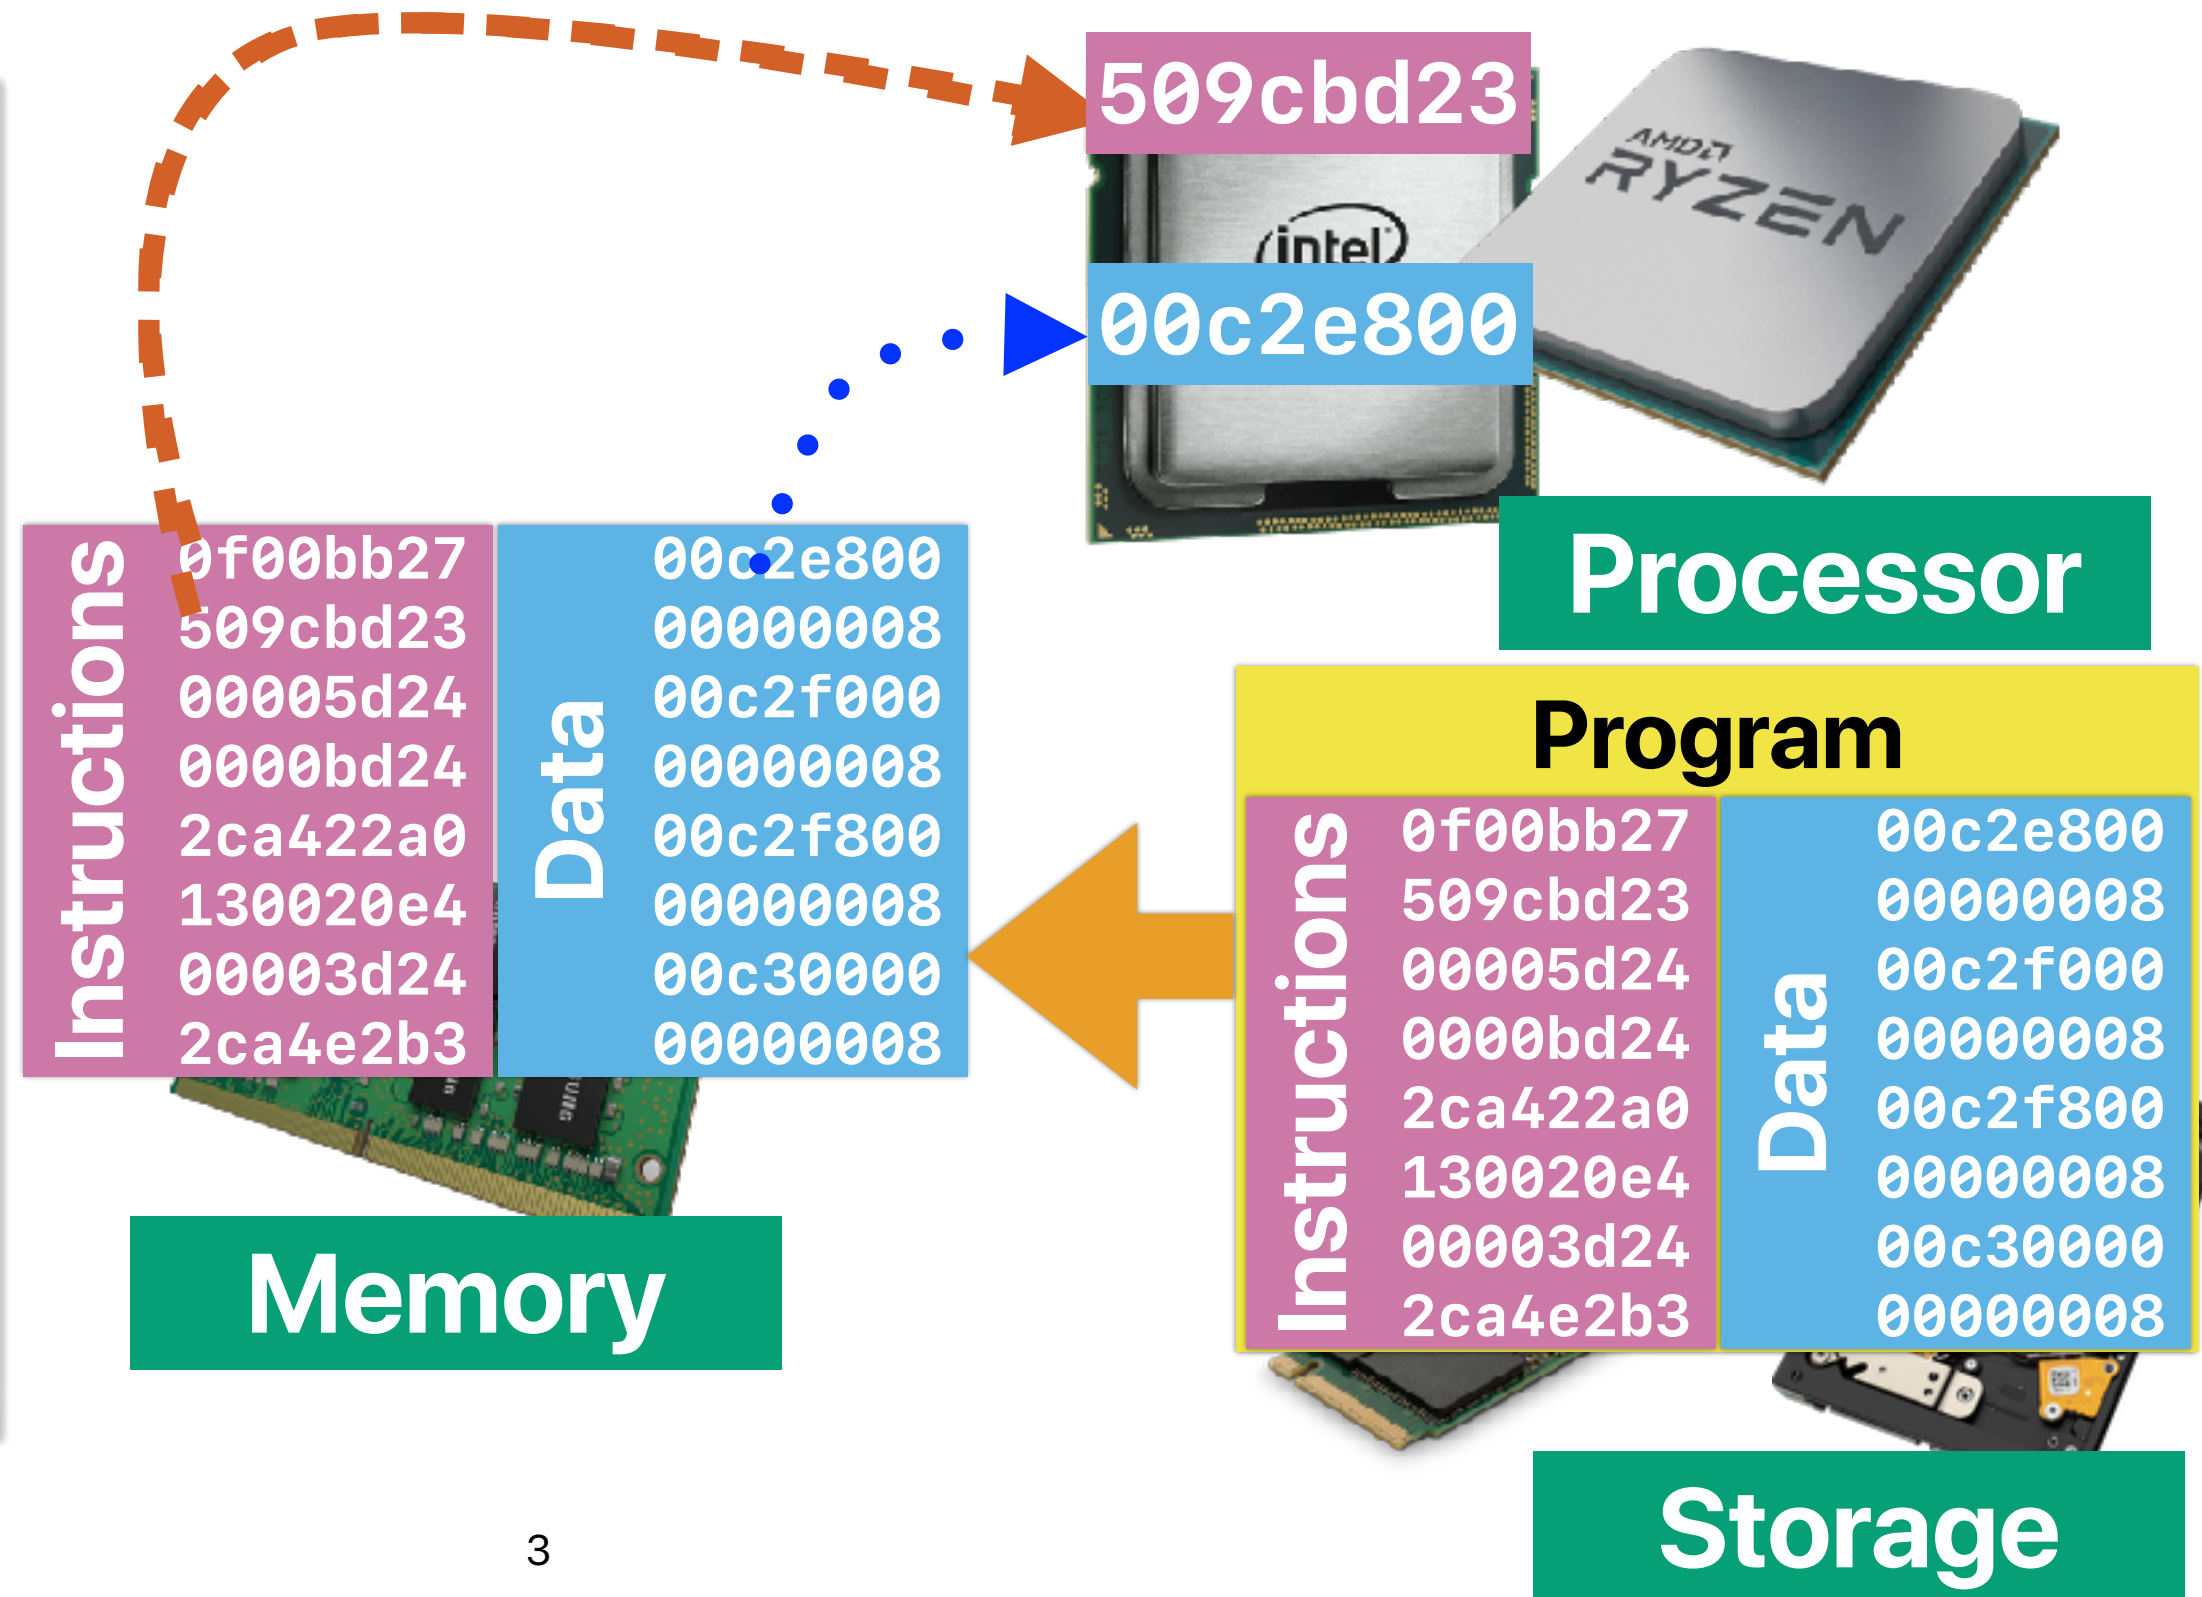 509cbd23
AMD
RYZEN
intel
00c2e800
Processor
Instructions
0f00bb27
509cbd23
00005d24
0000bd24
2ca422a0
130020e4
00003d24
2ca4e2b3
Data
00c2e800
00000008
00c2f000
00000008
00c2f800
00000008
00c30000
00000008
Memory
Program
Instructions
0f00bb27
509cbd23
00005d24
0000bd24
2ca422a0
130020e4
00003d24
2ca4e2b3
Data
00c2e800
00000008
00c2f000
00000008
00c2f800
00000008
00c30000
00000008
Storage
3